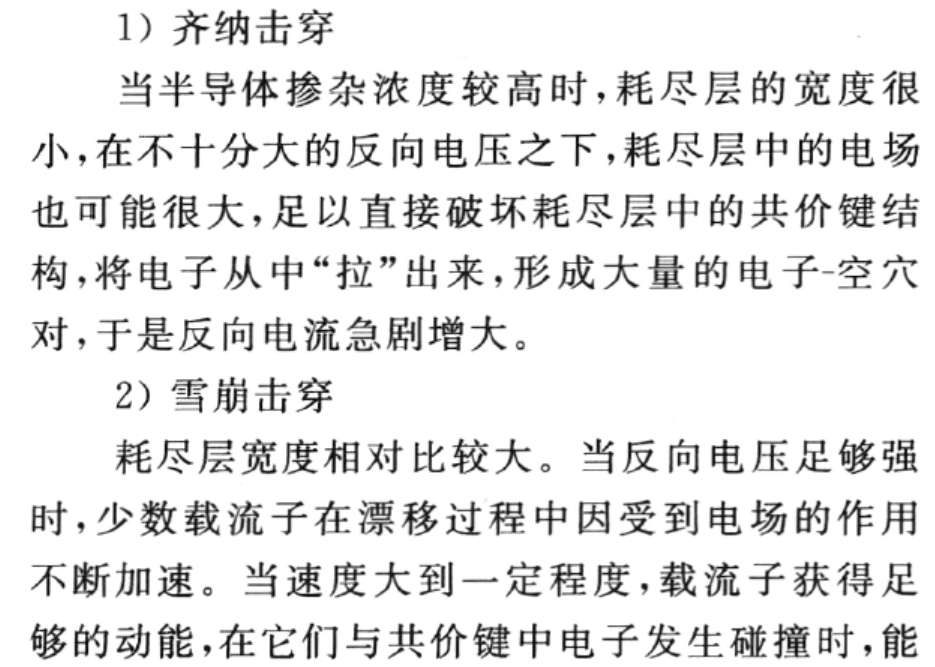 1) 齐纳击穿
当半导体掺杂浓度较高时,耗尽层的宽度很
小,在不十分大的反向电压之下,耗尽层中的电场
也可能很大,足以直接破坏耗尽层中的共价键结
构,将电子从中“拉”出来,形成大量的电子-空穴
对,于是反向电流急剧增大。
2) 雪崩击穿
耗尽层宽度相对比较大。当反向电压足够强
时,少数载流子在漂移过程中因受到电场的作用
不断加速。当速度大到一定程度,载流子获得足
够的动能,在它们与共价键中电子发生碰撞时,能